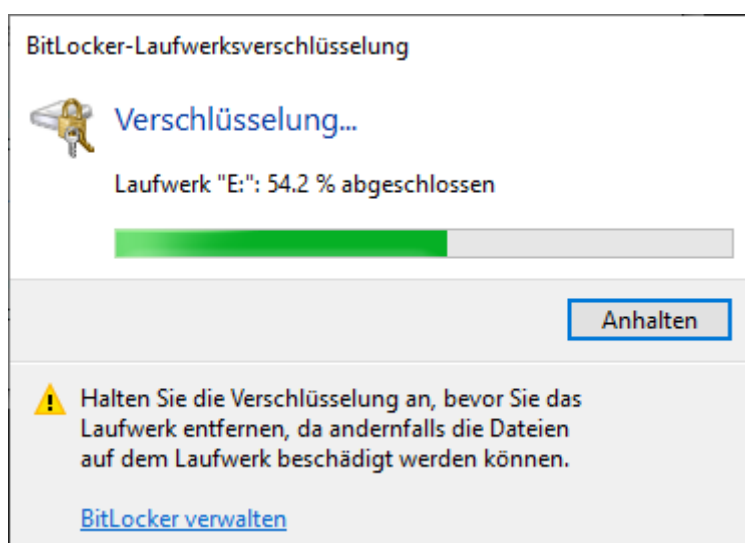 BitLocker-Laufwerksverschlüsselung
Verschlüsselung...
Laufwerk "E:": 54.2 % abgeschlossen
Anhalten
Halten Sie die Verschlüsselung an, bevor Sie das
Laufwerk entfernen, da andernfalls die Dateien
auf dem Laufwerk beschädigt werden können.
BitLocker verwalten